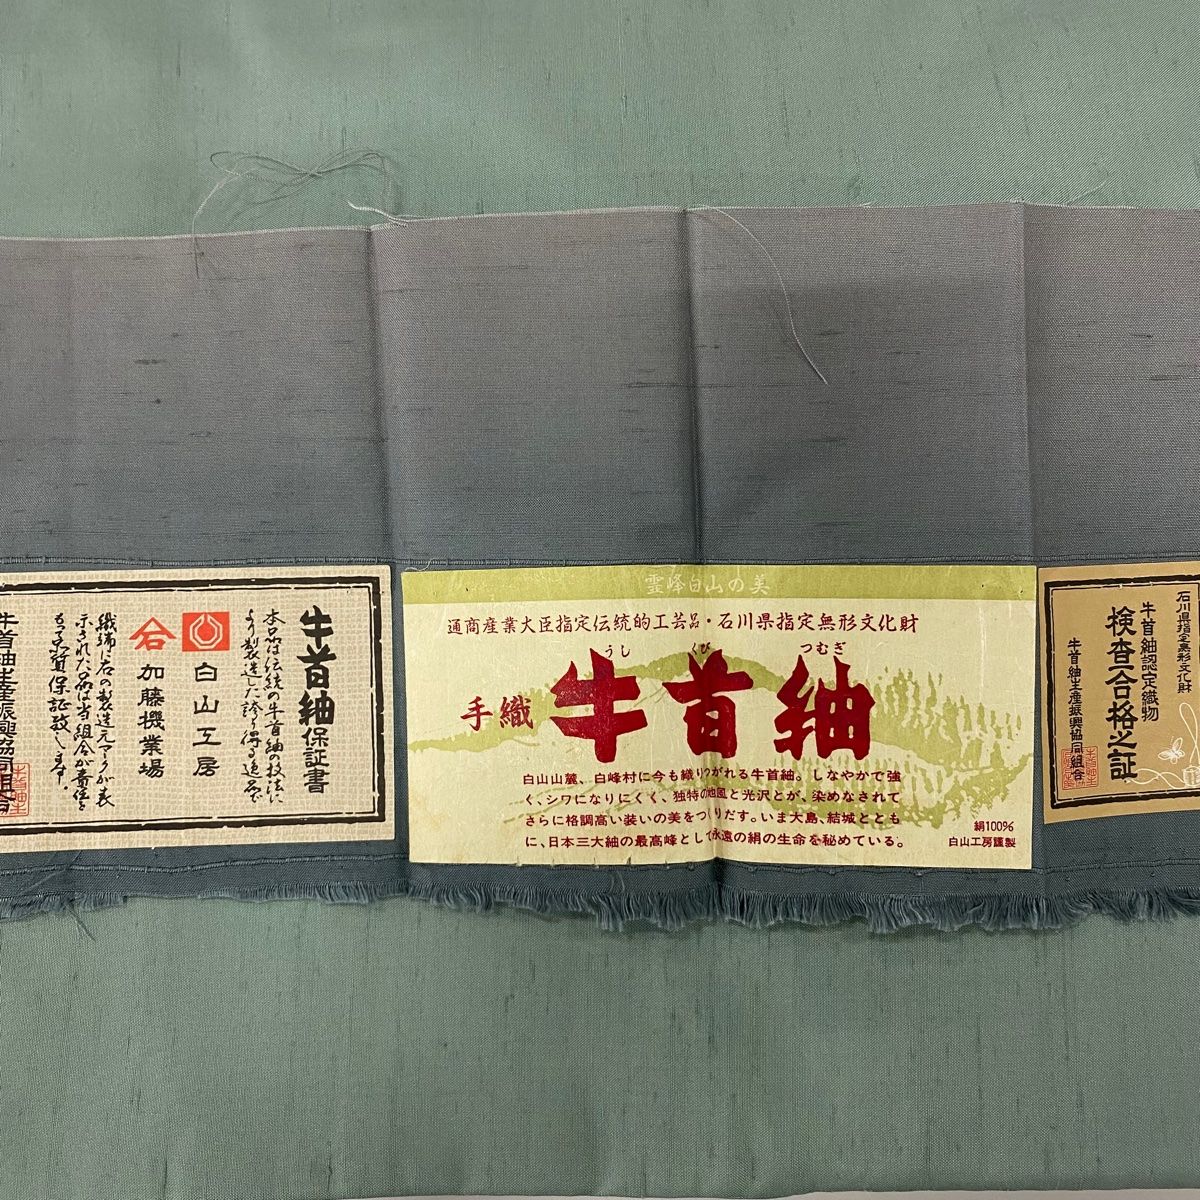 牛首紬保証書
本品は伝統の牛首紬の技法に
より製造した誇り得る逸品で
白山工房
加藤機業場
織端に右の製造元マークが表
示された品は当組合が責任を
もって品質保証致します。
牛首紬生産振興協同組合
霊峰白山の美
通商産業大臣指定伝統的工芸品・石川県指定無形文化財
うし くび つむぎ
手織 牛首紬
白山山麓、白峰村に今も織りつがれる牛首紬。しなやかで強
く、シワになりにくく、独特の地風と光沢とが、染めなされて
さらに格調高い装いの美をつくりだす。いま大島、結城ととも
に、日本三大紬の最高峰として永遠の絹の生命を秘めている。
絹100%
白山工房謹製
石川県指定無形文化財
牛首紬認定織物
検査合格之証
牛首紬生産振興協同組合